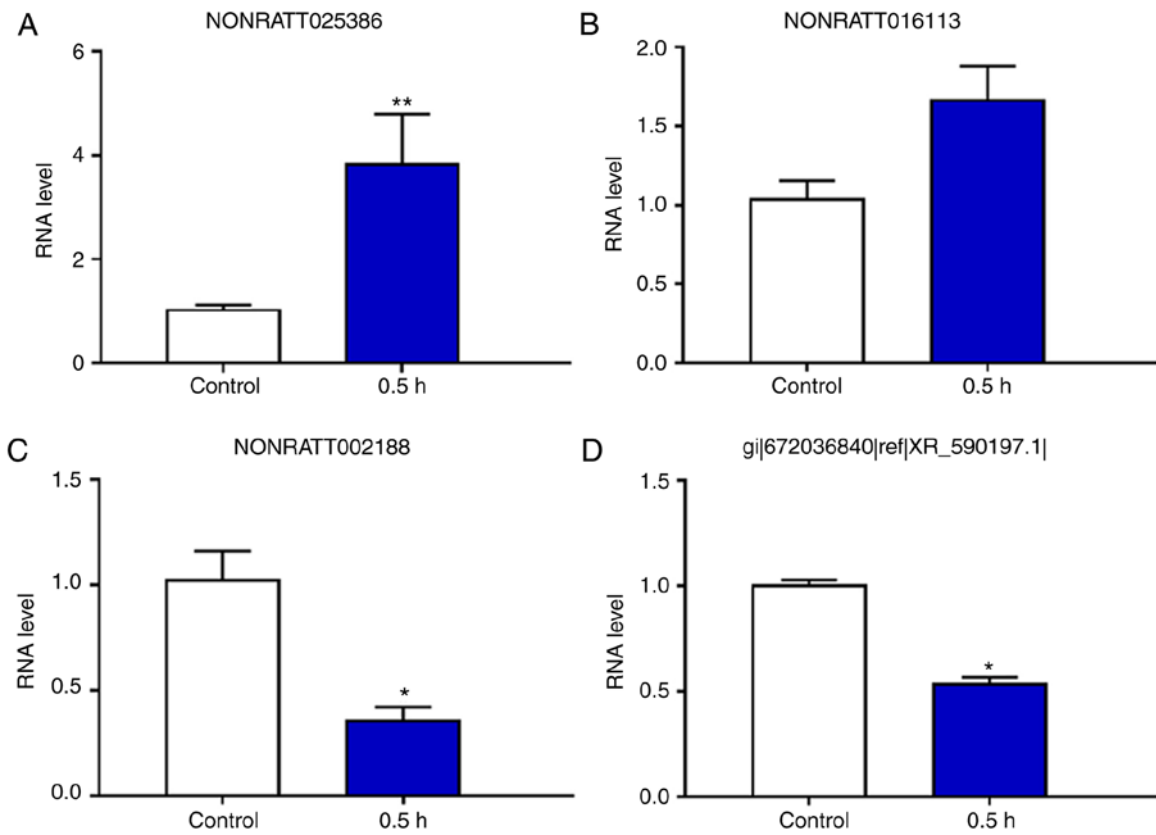 A
NONRATT025386
RNA level
6
4
2
0
**
Control
0.5 h
B
NONRATT016113
RNA level
2.0
1.5
1.0
0.5
0.0
Control
0.5 h
C
NONRATT002188
RNA level
1.5
1.0
0.5
0.0
*
Control
0.5 h
D
gi|672036840|ref|XR_590197.1|
RNA level
1.5
1.0
0.5
0.0
*
Control
0.5 h